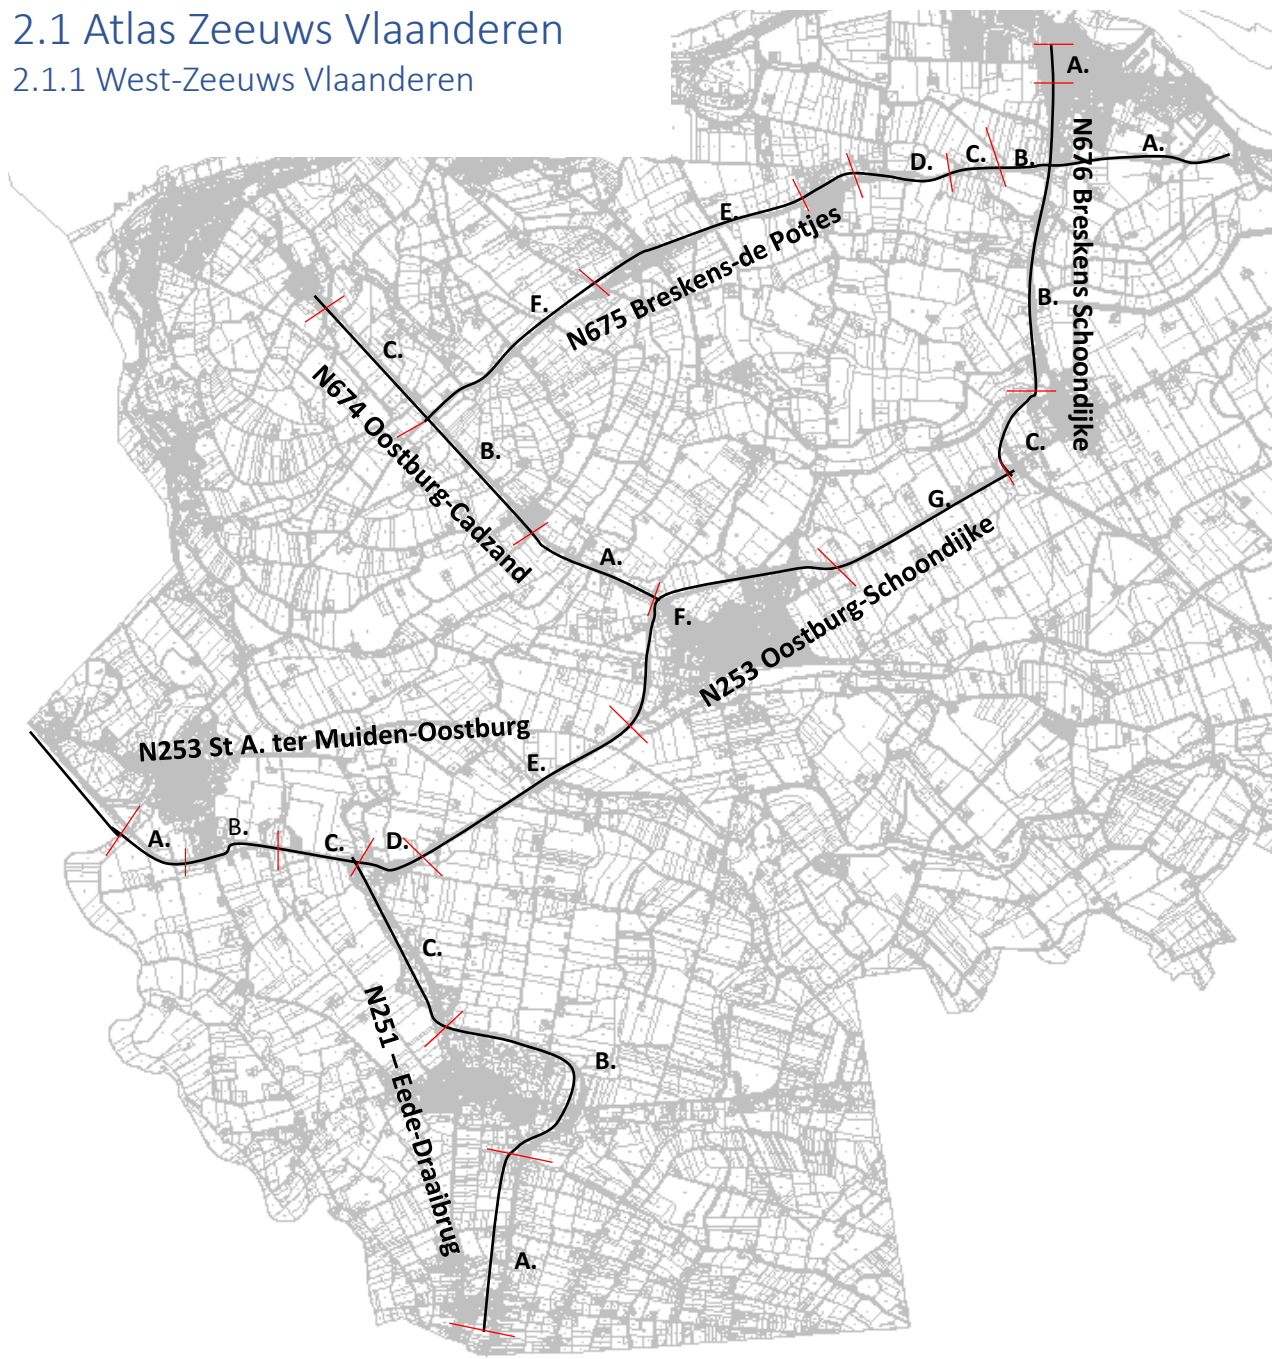 2.1 Atlas Zeeuws Vlaanderen
2.1.1 West-Zeeuws Vlaanderen
A.
N676 Breskens Schoondijke
A.
B.
C.
D.
E.
N675 Breskens-de Potjes
F.
B.
C.
N674 Oostburg-Cadzand
B.
A.
C.
G.
N253 Oostburg-Schoondijke
F.
N253 St A. ter Muiden-Oostburg
E.
A.
B.
C.
D.
C.
N251 – Eede-Draaibrug
B.
A.